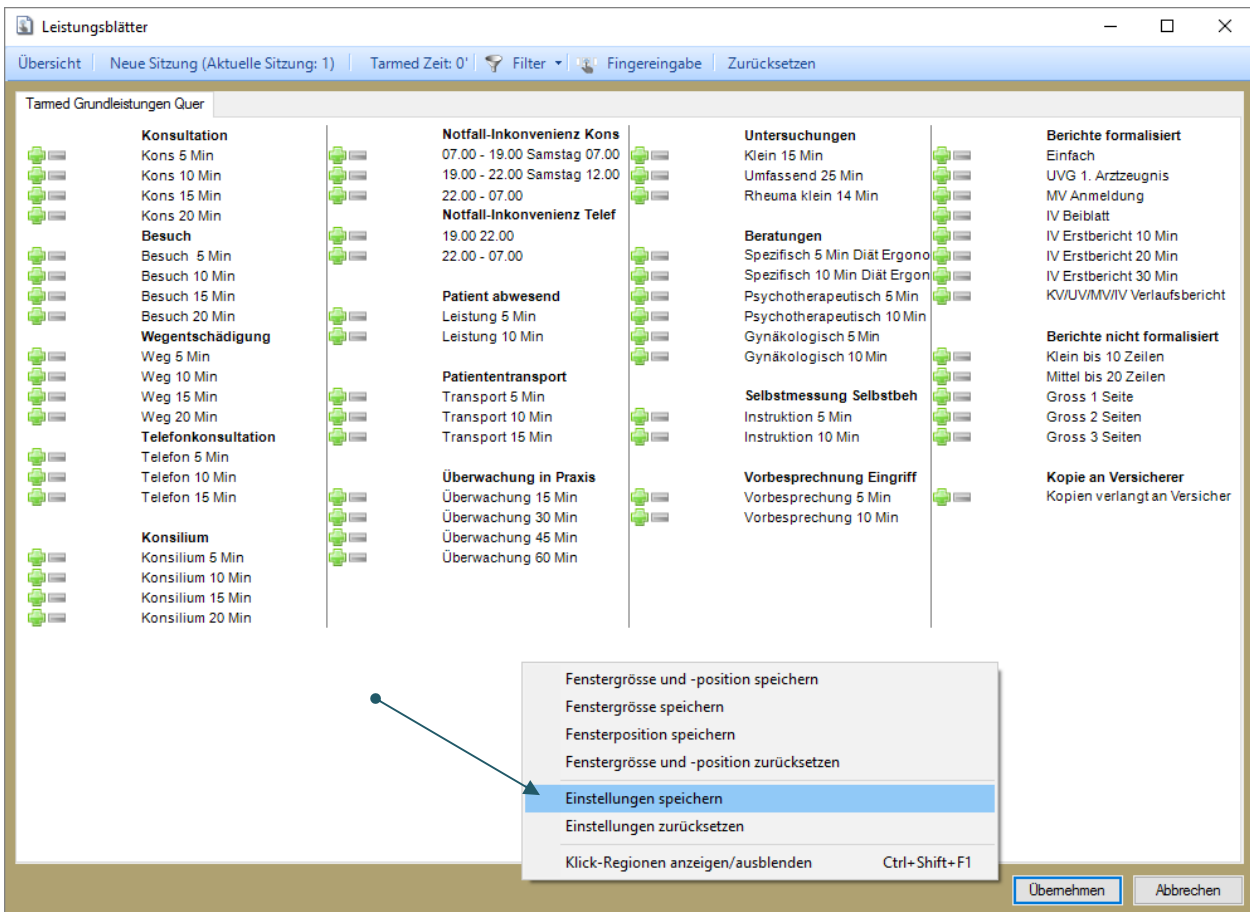 Leistungsblätter
Übersicht Neue Sitzung (Aktuelle Sitzung: 1) Tarmed Zeit: 0' Filter Fingereingabe Zurücksetzen
Tarmed Grundleistungen Quer
Konsultation
Kons 5 Min
Kons 10 Min
Kons 15 Min
Kons 20 Min
Besuch
Besuch 5 Min
Besuch 10 Min
Besuch 15 Min
Besuch 20 Min
Wegentschädigung
Weg 5 Min
Weg 10 Min
Weg 15 Min
Weg 20 Min
Telefonkonsultation
Telefon 5 Min
Telefon 10 Min
Telefon 15 Min
Konsilium
Konsilium 5 Min
Konsilium 10 Min
Konsilium 15 Min
Konsilium 20 Min
Notfall-Inkonvenienz Kons
07.00 - 19.00 Samstag 07.00
19.00 - 22.00 Samstag 12.00
22.00 - 07.00
Notfall-Inkonvenienz Telef
19.00 22.00
22.00 - 07.00
Patient abwesend
Leistung 5 Min
Leistung 10 Min
Patiententransport
Transport 5 Min
Transport 10 Min
Transport 15 Min
Überwachung in Praxis
Überwachung 15 Min
Überwachung 30 Min
Überwachung 45 Min
Überwachung 60 Min
Untersuchungen
Klein 15 Min
Umfassend 25 Min
Rheuma klein 14 Min
Beratungen
Spezifisch 5 Min Diät Ergono
Spezifisch 10 Min Diät Ergon
Psychotherapeutisch 5 Min
Psychotherapeutisch 10 Min
Gynäkologisch 5 Min
Gynäkologisch 10 Min
Selbstmessung Selbstbeh
Instruktion 5 Min
Instruktion 10 Min
Vorbesprechnung Eingriff
Vorbesprechung 5 Min
Vorbesprechung 10 Min
Berichte formalisiert
Einfach
UVG 1. Arztzeugnis
MV Anmeldung
IV Beiblatt
IV Erstbericht 10 Min
IV Erstbericht 20 Min
IV Erstbericht 30 Min
KV/UV/MV/IV Verlaufsbericht
Berichte nicht formalisiert
Klein bis 10 Zeilen
Mittel bis 20 Zeilen
Gross 1 Seite
Gross 2 Seiten
Gross 3 Seiten
Kopie an Versicherer
Kopien verlangt an Versicher
Fenstergrösse und -position speichern
Fenstergrösse speichern
Fensterposition speichern
Fenstergrösse und -position zurücksetzen
Einstellungen speichern
Einstellungen zurücksetzen
Klick-Regionen anzeigen/ausblenden Ctrl+Shift+F1
Übernehmen Abbrechen